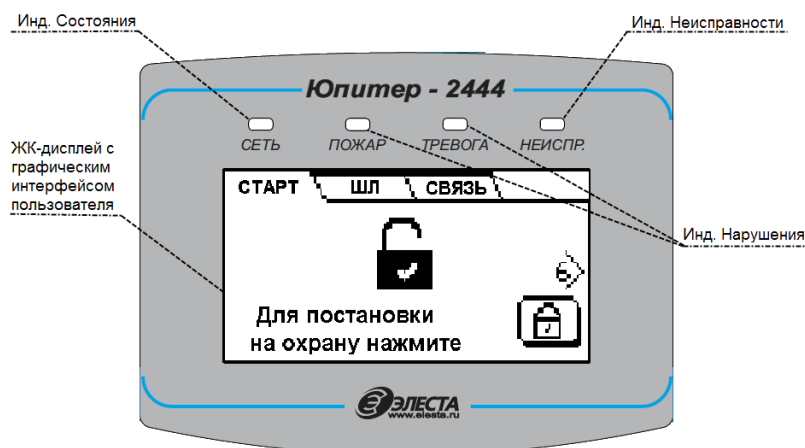 Инд. Состояния
Инд. Неисправности
Юпитер - 2444
СЕТЬ ПОЖАР ТРЕВОГА НЕИСПР.
ЖК-дисплей с
графическим
интерфейсом
пользователя
СТАРТ ШЛ СВЯЗЬ
Инд. Нарушения
Для постановки
на охрану нажмите
ЭЛЕСТА
www.elesta.ru